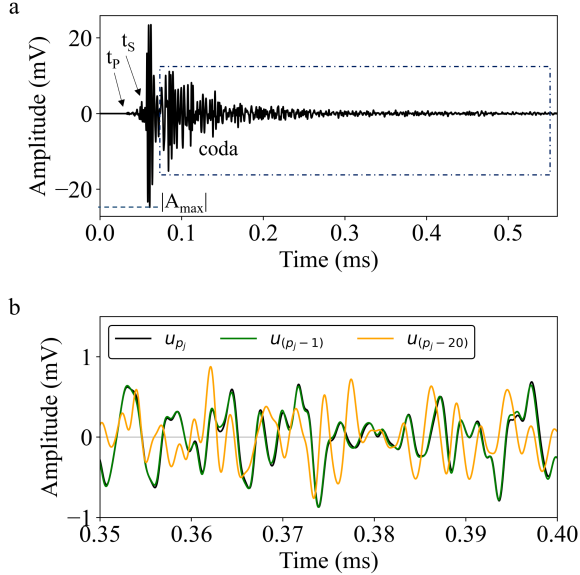 a
Amplitude (mV)
20
0
−20
t_P
t_S
coda
|A_max|
0.0 0.1 0.2 0.3 0.4 0.5
Time (ms)
b
Amplitude (mV)
1
0
−1
u_{p_j} u_{(p_j−1)} u_{(p_j−20)}
0.35 0.36 0.37 0.38 0.39 0.40
Time (ms)